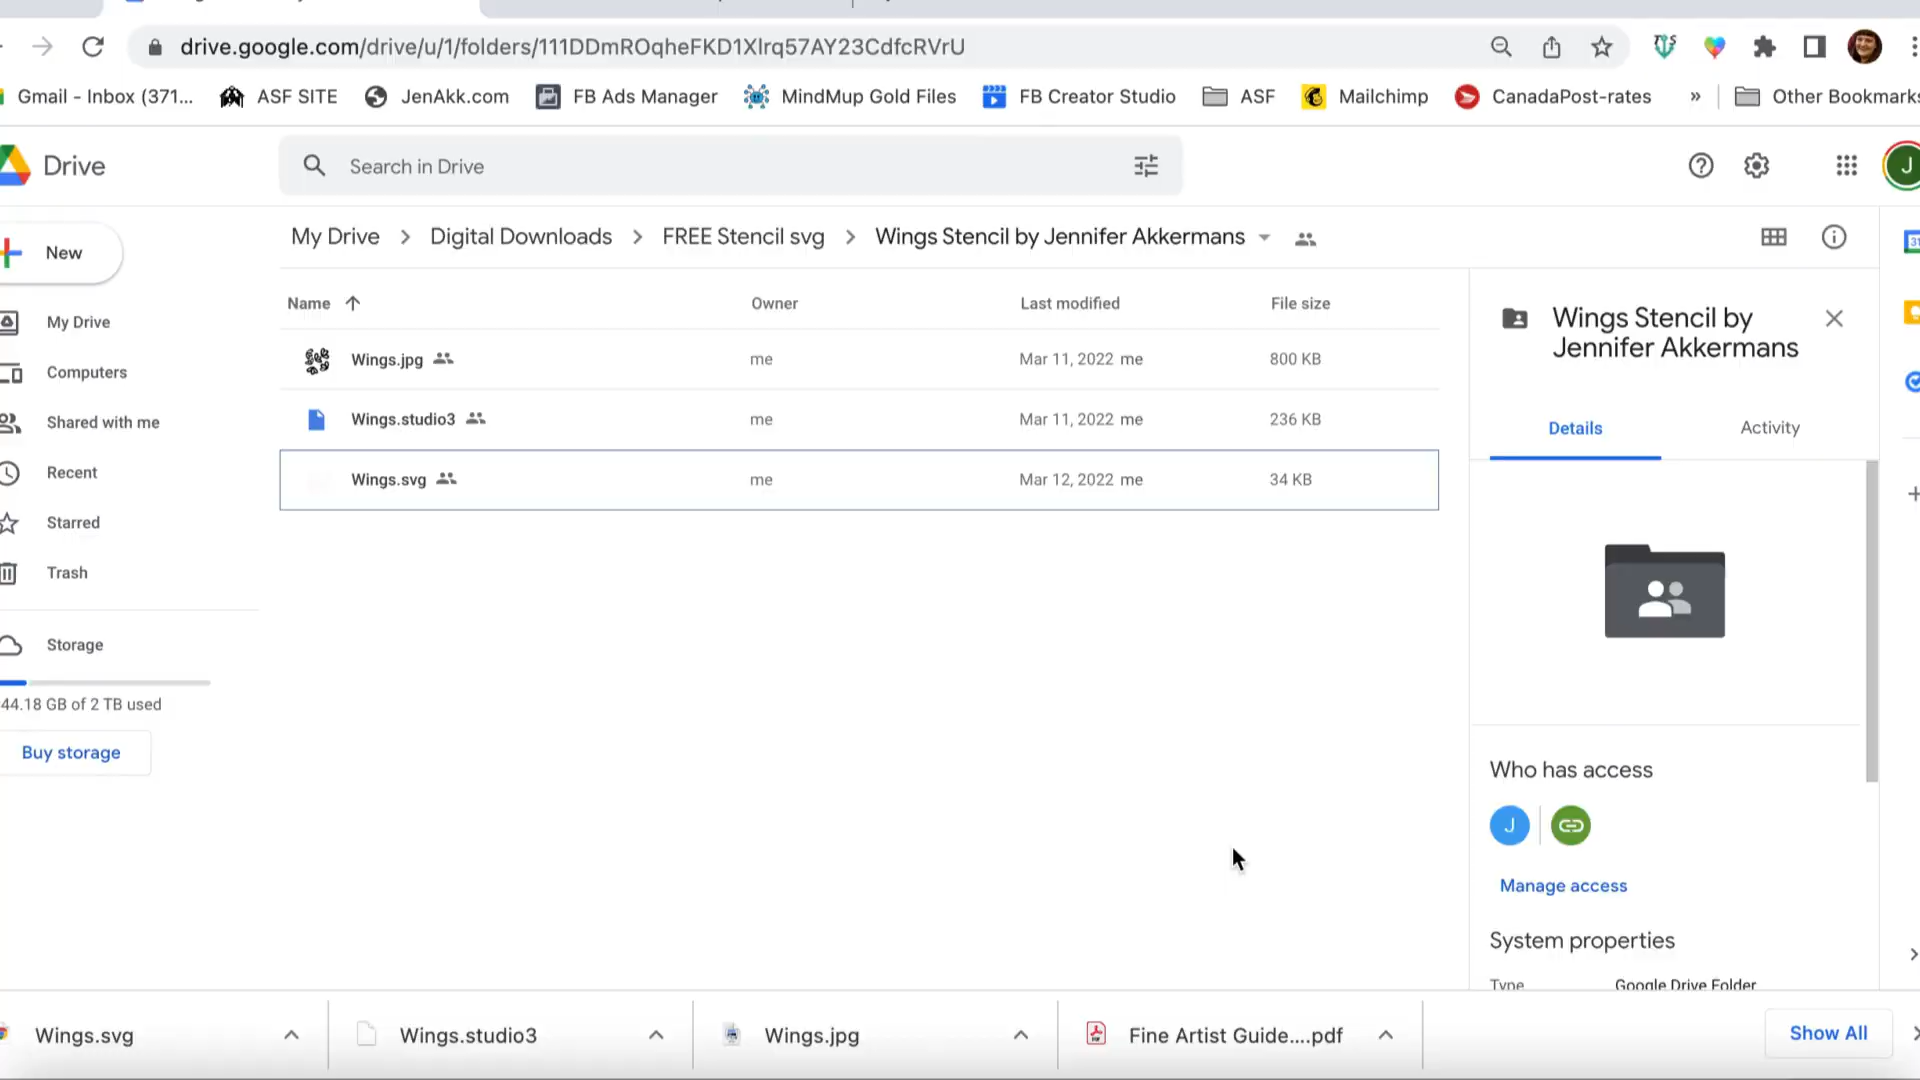 drive.google.com/drive/u/1/folders/111DDmROqheFKD1Xlrq57AY23CdfcRVrU
Gmail - Inbox (371... ASF SITE JenAkk.com FB Ads Manager MindMup Gold Files FB Creator Studio ASF Mailchimp CanadaPost-rates » Other Bookmarks
Drive Search in Drive J
New
My Drive > Digital Downloads > FREE Stencil svg > Wings Stencil by Jennifer Akkermans
Name Owner Last modified File size
Wings.jpg me Mar 11, 2022 me 800 KB
Wings.studio3 me Mar 11, 2022 me 236 KB
Wings.svg me Mar 12, 2022 me 34 KB
My Drive
Computers
Shared with me
Recent
Starred
Trash
Storage
44.18 GB of 2 TB used
Buy storage
Wings Stencil by
Jennifer Akkermans
Details Activity
Who has access
J
Manage access
System properties
Type Google Drive Folder
Wings.svg Wings.studio3 Wings.jpg Fine Artist Guide....pdf Show All